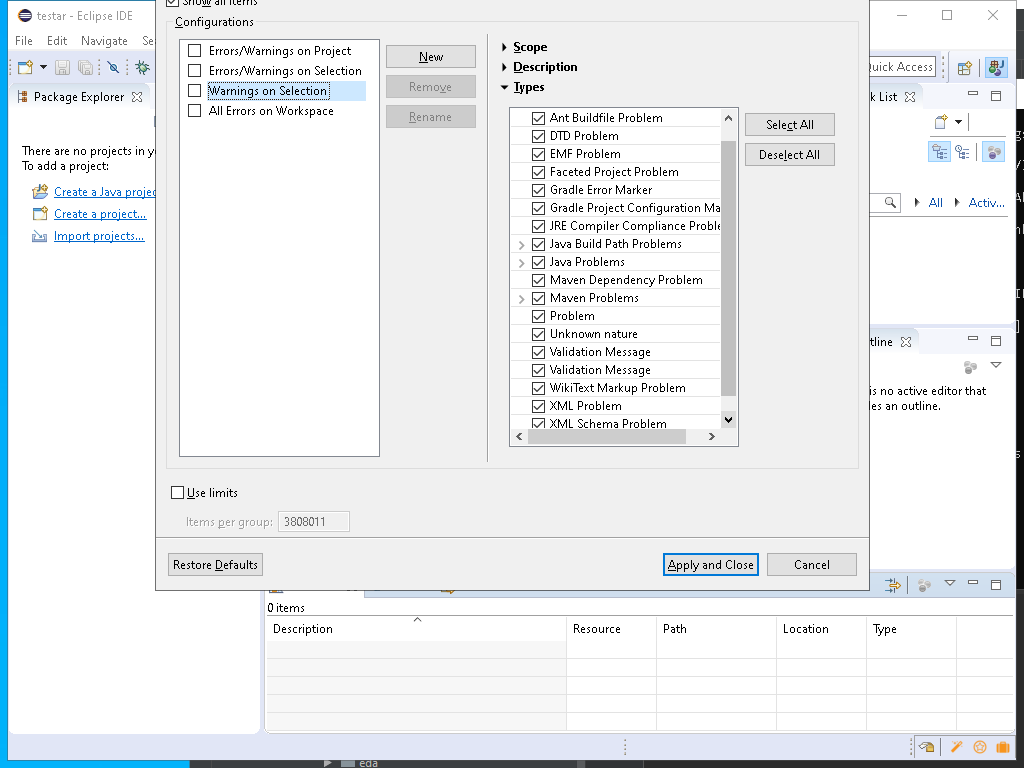 testar - Eclipse IDE
Show all items
File Edit Navigate Se
Configurations
Quick Access
Package Explorer
k List
There are no projects in y
To add a project:
Create a Java projec
Create a project...
Import projects...
Errors/Warnings on Project
Errors/Warnings on Selection
Warnings on Selection
All Errors on Workspace
New
Remove
Rename
Scope
Description
Types
Ant Buildfile Problem
DTD Problem
EMF Problem
Faceted Project Problem
Gradle Error Marker
Gradle Project Configuration Ma
JRE Compiler Compliance Proble
Java Build Path Problems
Java Problems
Maven Dependency Problem
Maven Problems
Problem
Unknown nature
Validation Message
Validation Message
WikiText Markup Problem
XML Problem
XML Schema Problem
Select All
Deselect All
All Activ...
tline
is no active editor that
les an outline.
Use limits
Items per group: 3808011
Restore Defaults
Apply and Close
Cancel
0 items
Description Resource Path Location Type
eda